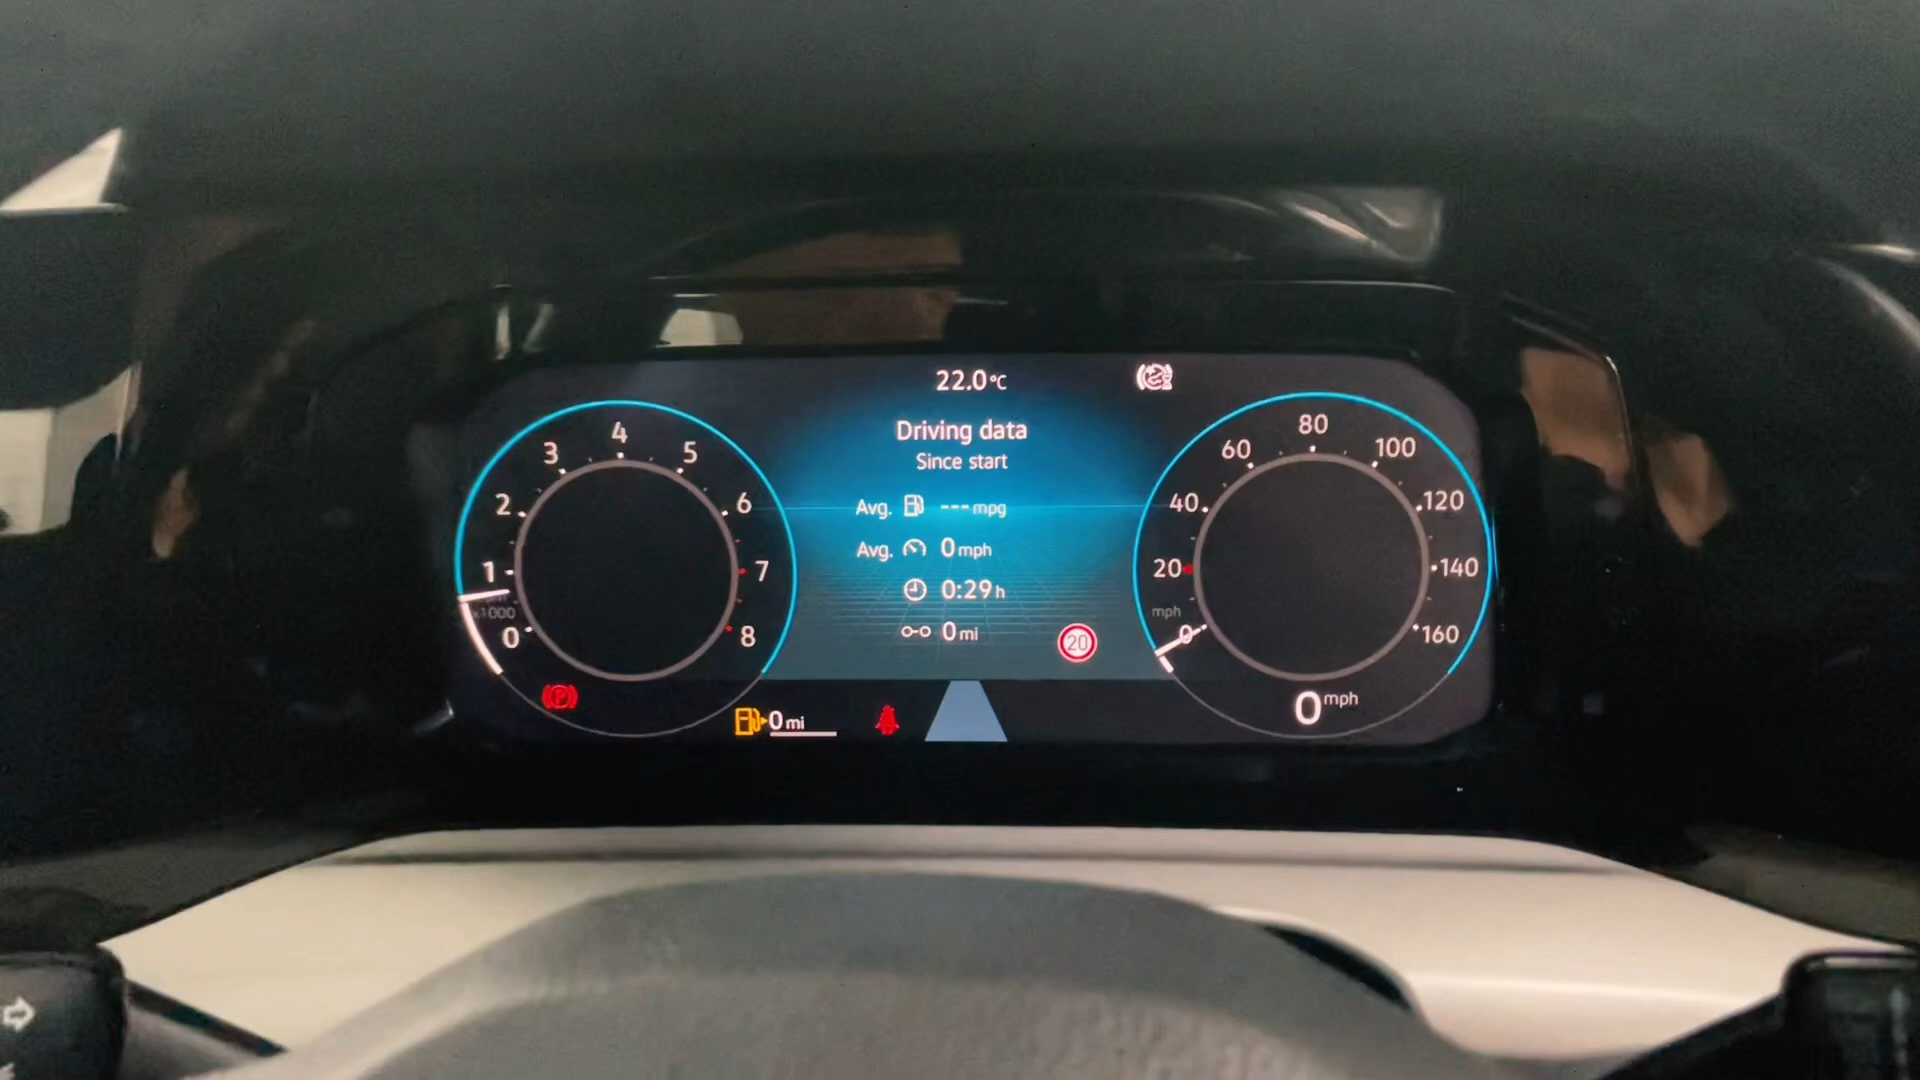 22.0°C
Driving data
Since start
Avg. --- mpg
Avg. 0 mph
0:29 h
0 mi
20
0 mi
0
1
2
3
4
5
6
7
8
x1000
0
20
40
60
80
100
120
140
160
mph
0 mph
P